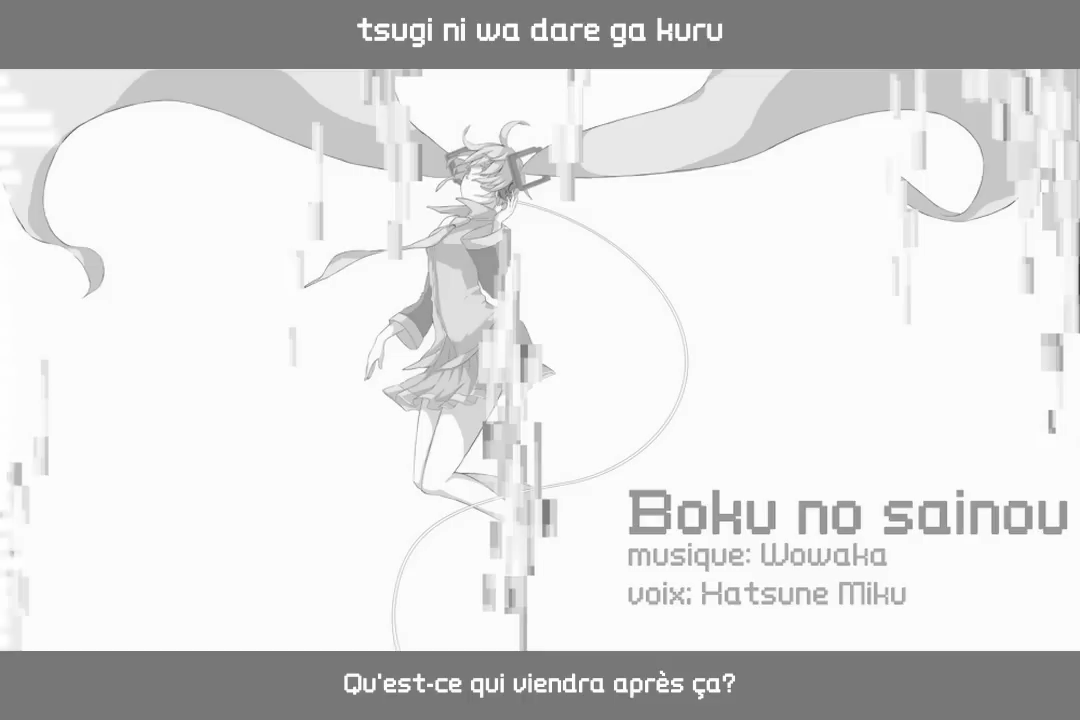 tsugi ni wa dare ga kuru
Boku no sainou
musique: Wowaka
voix: Hatsune Miku
Qu'est-ce qui viendra après ça?